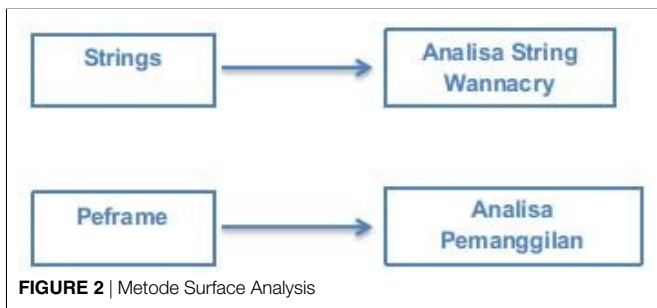 Strings
Analisa String
Wannacry
Peframe
Analisa
Pemanggilan
FIGURE 2 | Metode Surface Analysis